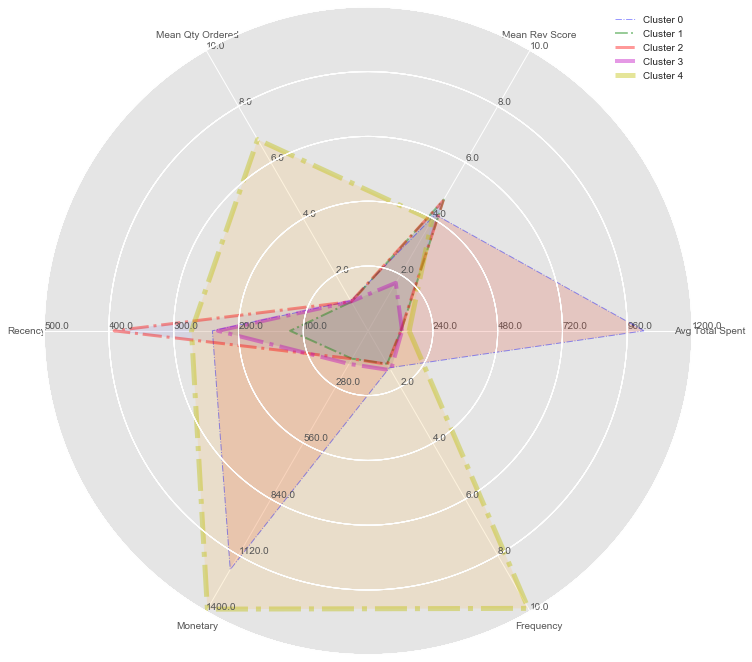 Cluster 0
Cluster 1
Cluster 2
Cluster 3
Cluster 4
Mean Qty Ordered
Mean Rev Score
10.0
10.0
8.0
8.0
6.0
6.0
4.0
4.0
2.0
2.0
Recency
500.0
400.0
300.0
200.0
100.0
240.0
480.0
720.0
960.0
1200.0
Avg Total Spent
280.0
2.0
560.0
4.0
840.0
6.0
1120.0
8.0
1400.0
10.0
Monetary
Frequency